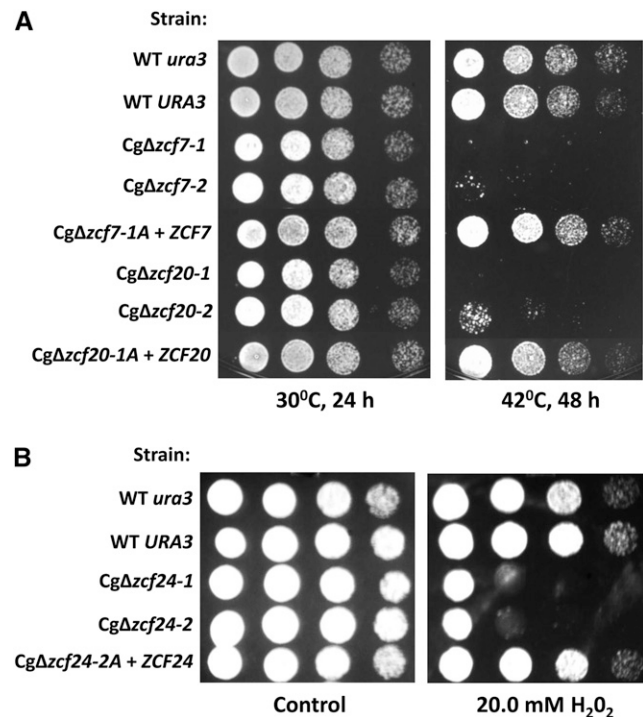 A
Strain:
WT ura3
WT URA3
CgΔzcf7-1
CgΔzcf7-2
CgΔzcf7-1A + ZCF7
CgΔzcf20-1
CgΔzcf20-2
CgΔzcf20-1A + ZCF20
30⁰C, 24 h
42⁰C, 48 h
B
Strain:
WT ura3
WT URA3
CgΔzcf24-1
CgΔzcf24-2
CgΔzcf24-2A + ZCF24
Control
20.0 mM H₂0₂